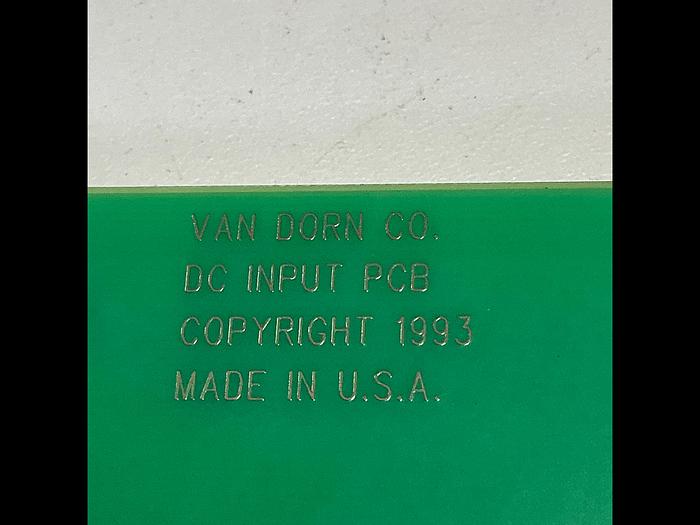 VAN DORN CO.
DC INPUT PCB
COPYRIGHT 1993
MADE IN U.S.A.